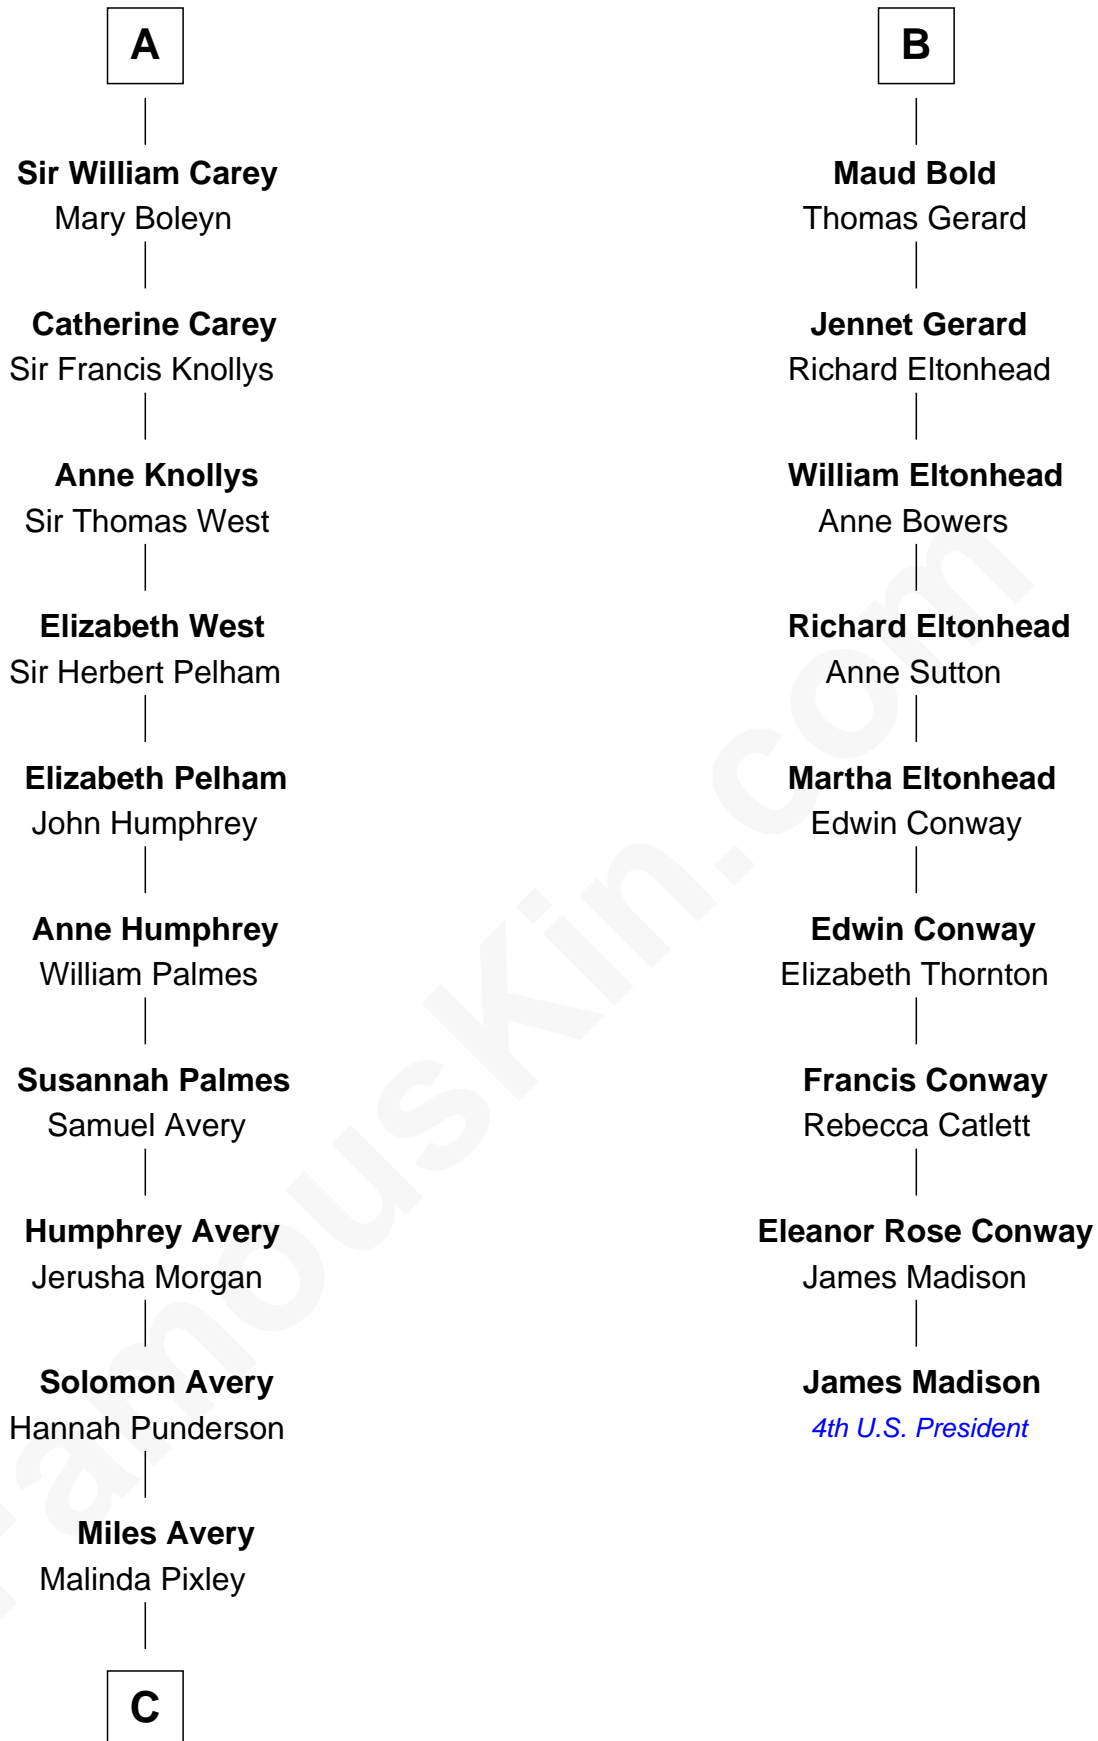 A
Sir William Carey
Mary Boleyn
Catherine Carey
Sir Francis Knollys
Anne Knollys
Sir Thomas West
Elizabeth West
Sir Herbert Pelham
Elizabeth Pelham
John Humphrey
Anne Humphrey
William Palmes
Susannah Palmes
Samuel Avery
Humphrey Avery
Jerusha Morgan
Solomon Avery
Hannah Punderson
Miles Avery
Malinda Pixley
C
B
Maud Bold
Thomas Gerard
Jennet Gerard
Richard Eltonhead
William Eltonhead
Anne Bowers
Richard Eltonhead
Anne Sutton
Martha Eltonhead
Edwin Conway
Edwin Conway
Elizabeth Thornton
Francis Conway
Rebecca Catlett
Eleanor Rose Conway
James Madison
James Madison
4th U.S. President
FamousKin.com